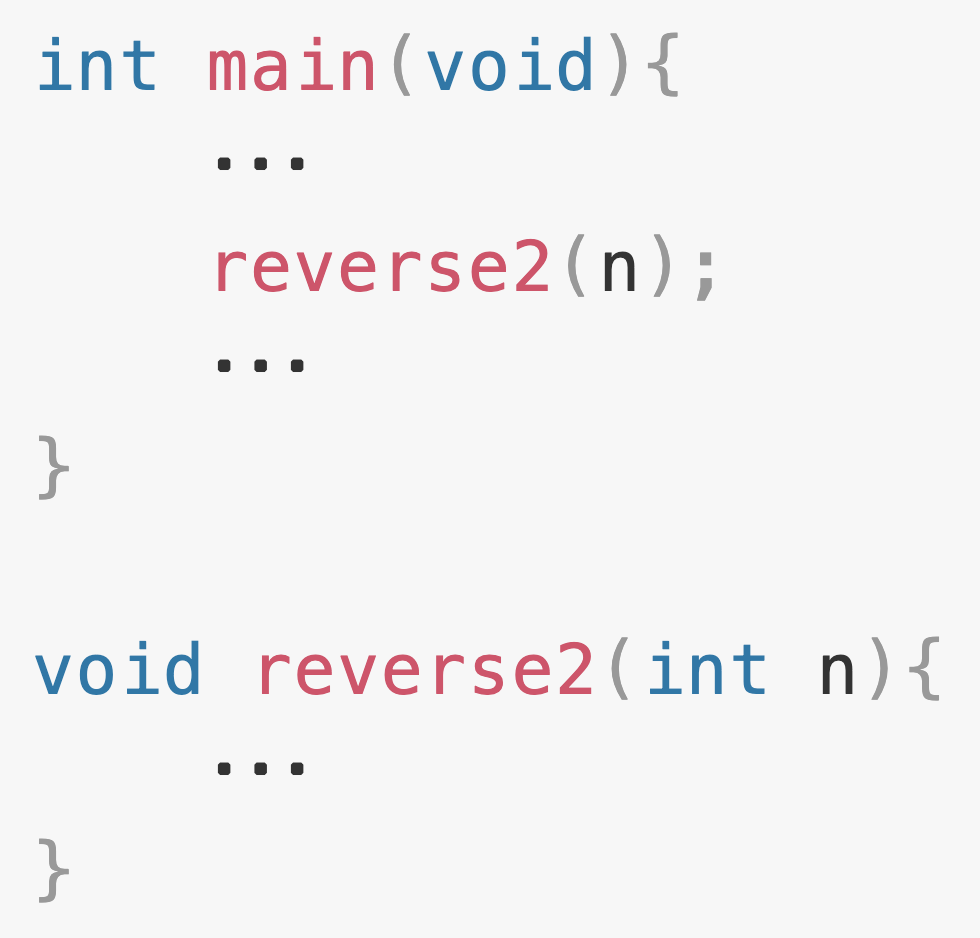 int main(void){
    ...
    reverse2(n);
    ...
}

void reverse2(int n){
    ...
}